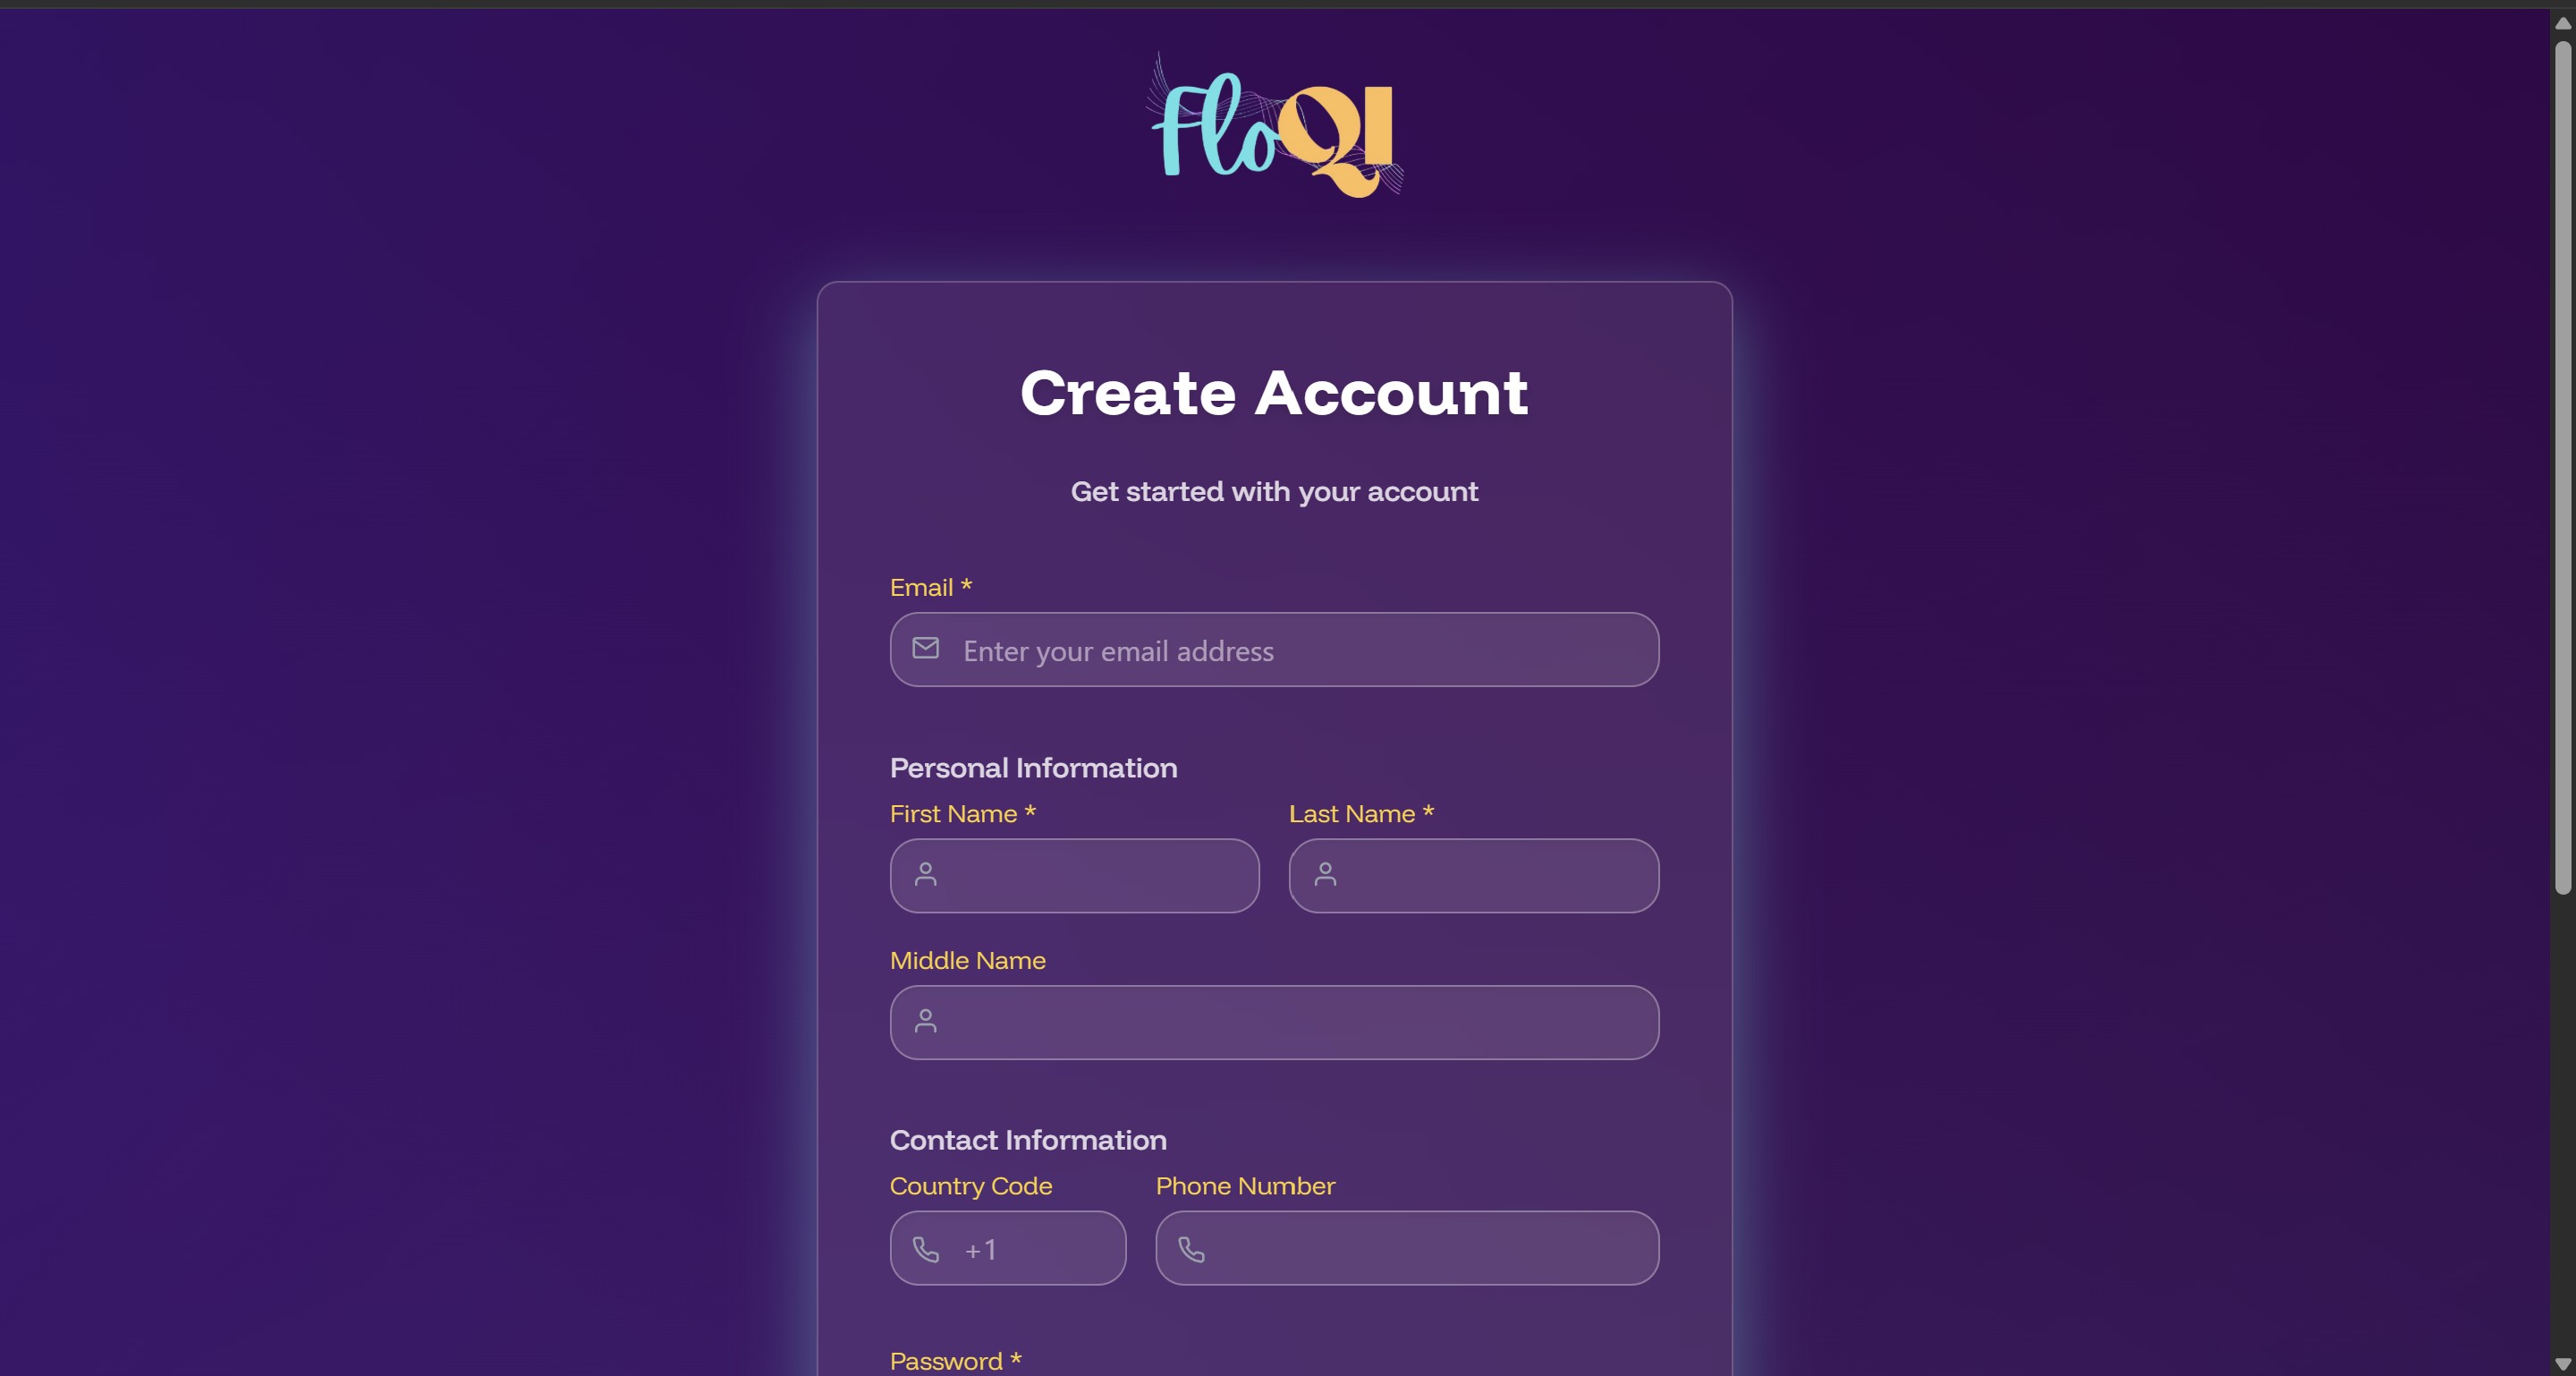 FloQI
Create Account
Get started with your account
Email *
Enter your email address
Personal Information
First Name *
Last Name *
Middle Name
Contact Information
Country Code
Phone Number
+1
Password *